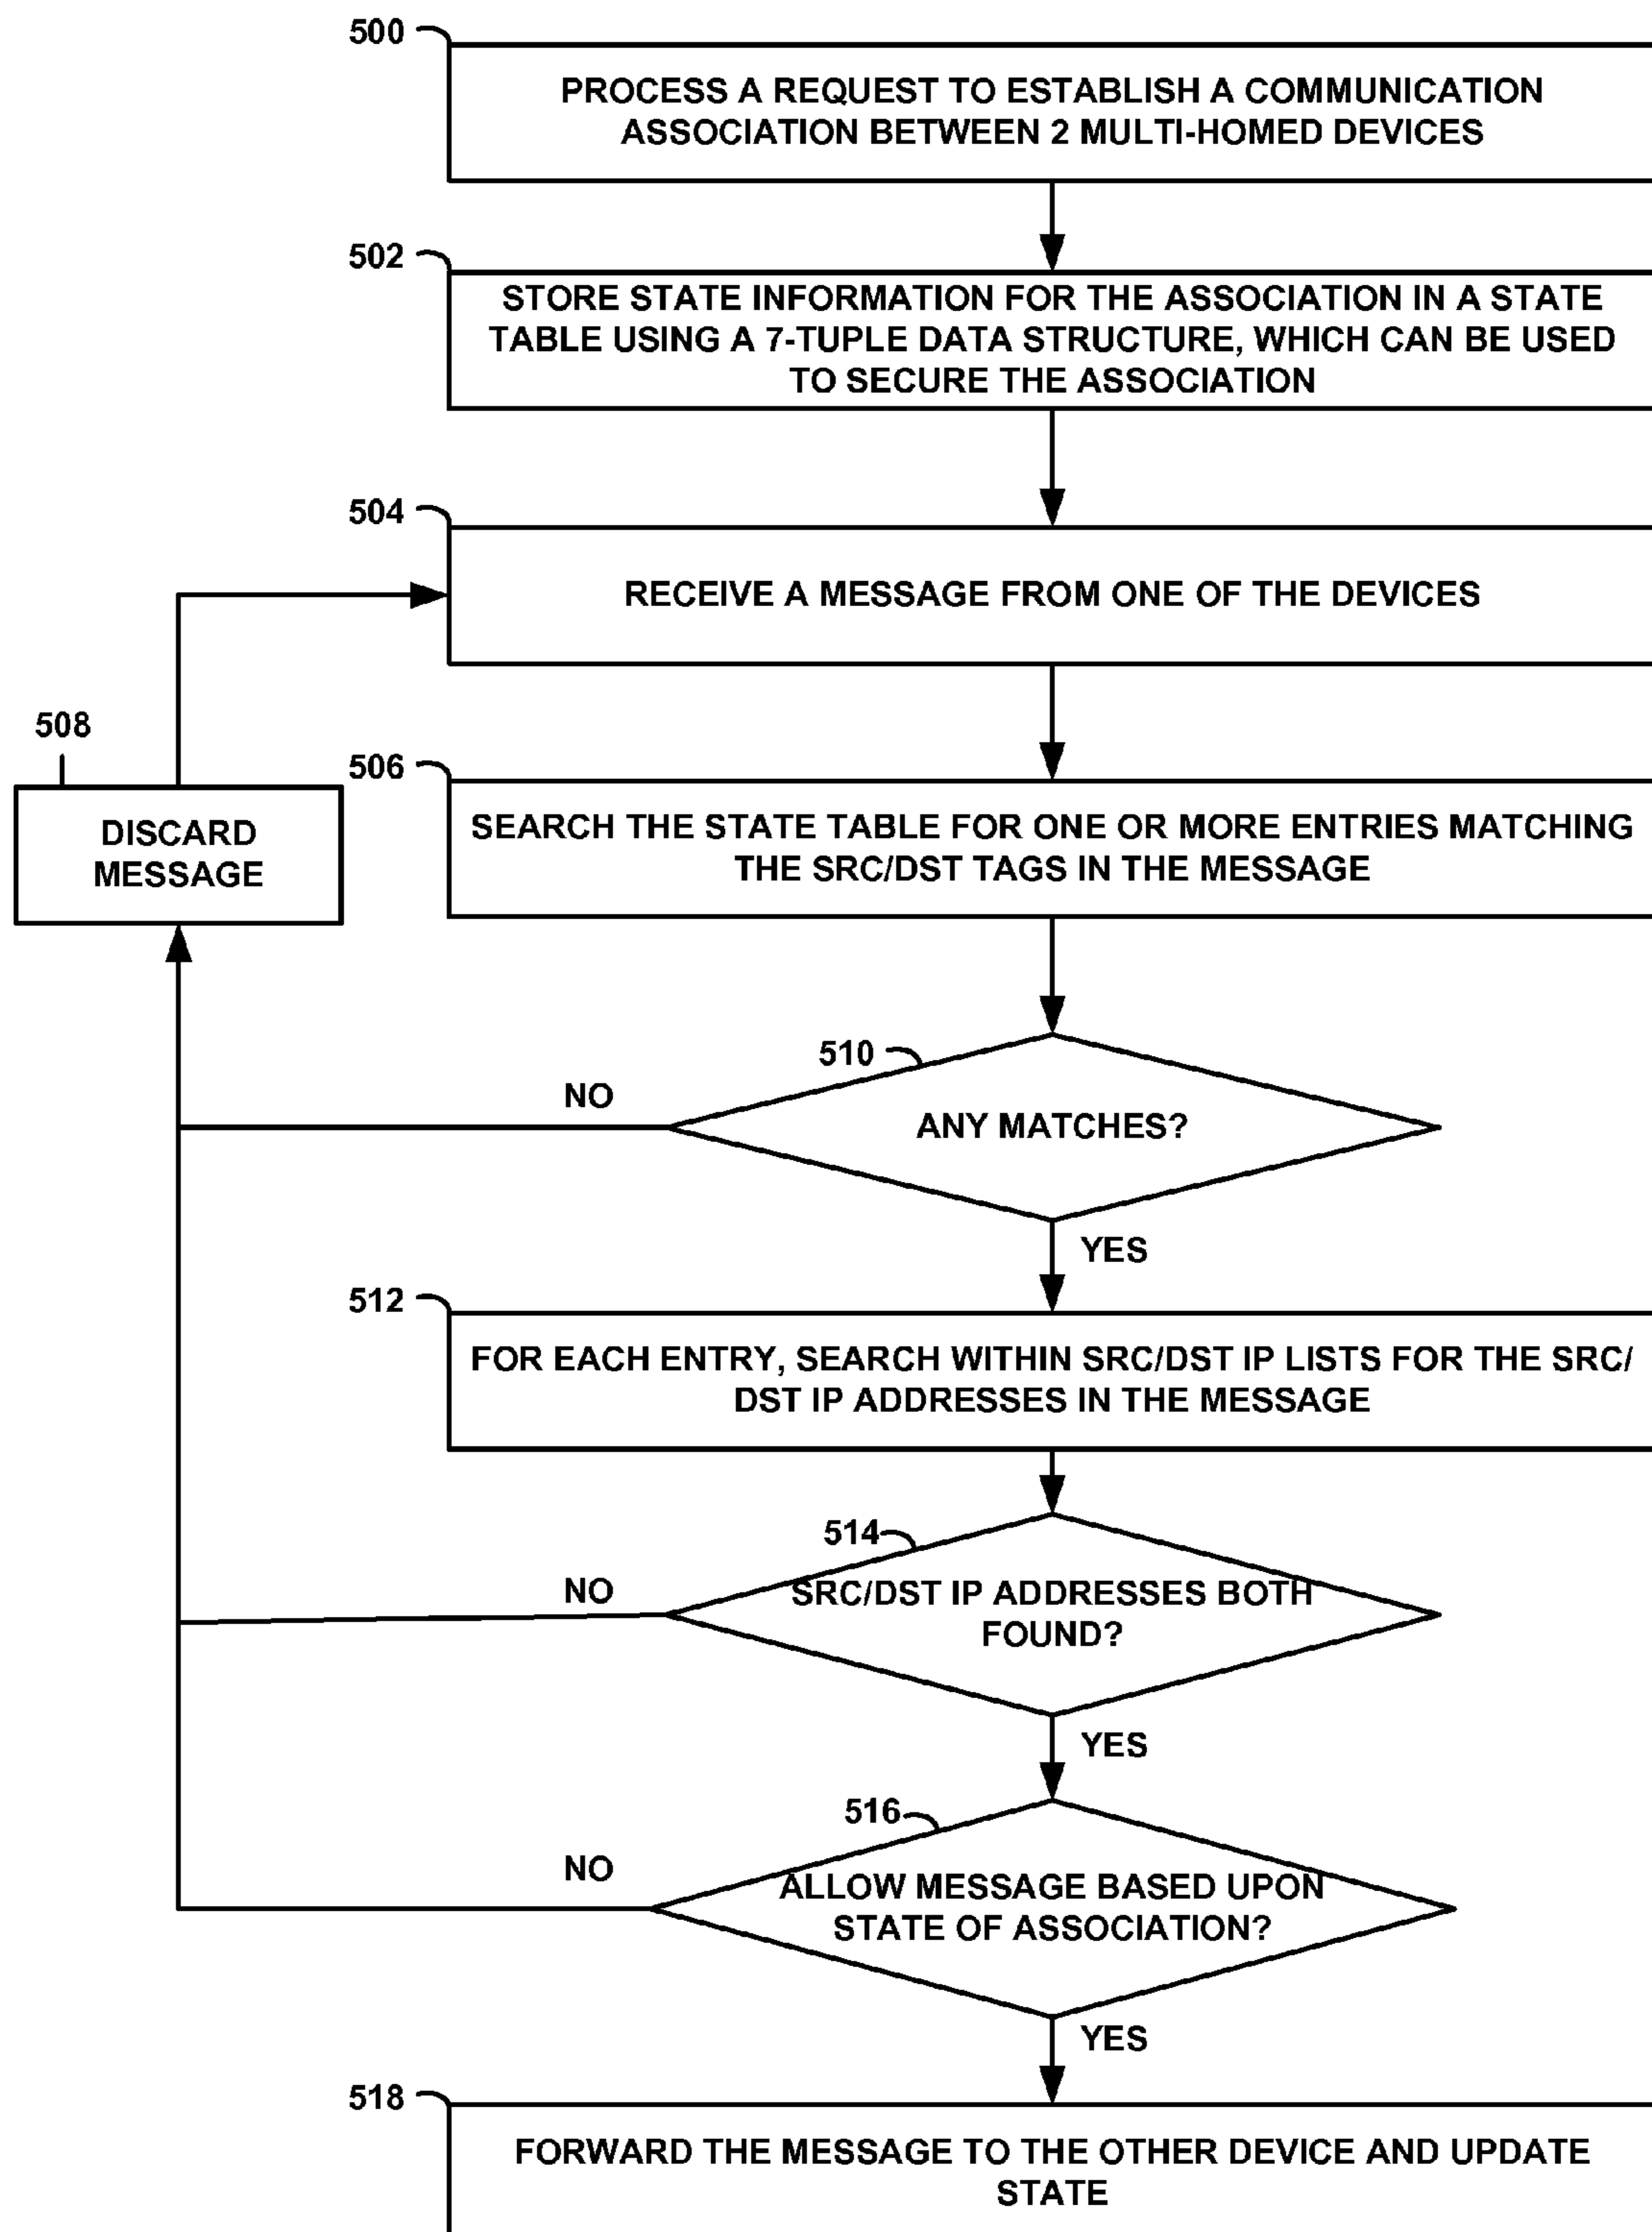 500
PROCESS A REQUEST TO ESTABLISH A COMMUNICATION
ASSOCIATION BETWEEN 2 MULTI-HOMED DEVICES
502
STORE STATE INFORMATION FOR THE ASSOCIATION IN A STATE
TABLE USING A 7-TUPLE DATA STRUCTURE, WHICH CAN BE USED
TO SECURE THE ASSOCIATION
504
RECEIVE A MESSAGE FROM ONE OF THE DEVICES
508
DISCARD
MESSAGE
506
SEARCH THE STATE TABLE FOR ONE OR MORE ENTRIES MATCHING
THE SRC/DST TAGS IN THE MESSAGE
510
NO
ANY MATCHES?
YES
512
FOR EACH ENTRY, SEARCH WITHIN SRC/DST IP LISTS FOR THE SRC/
DST IP ADDRESSES IN THE MESSAGE
514
NO
SRC/DST IP ADDRESSES BOTH
FOUND?
YES
516
NO
ALLOW MESSAGE BASED UPON
STATE OF ASSOCIATION?
YES
518
FORWARD THE MESSAGE TO THE OTHER DEVICE AND UPDATE
STATE